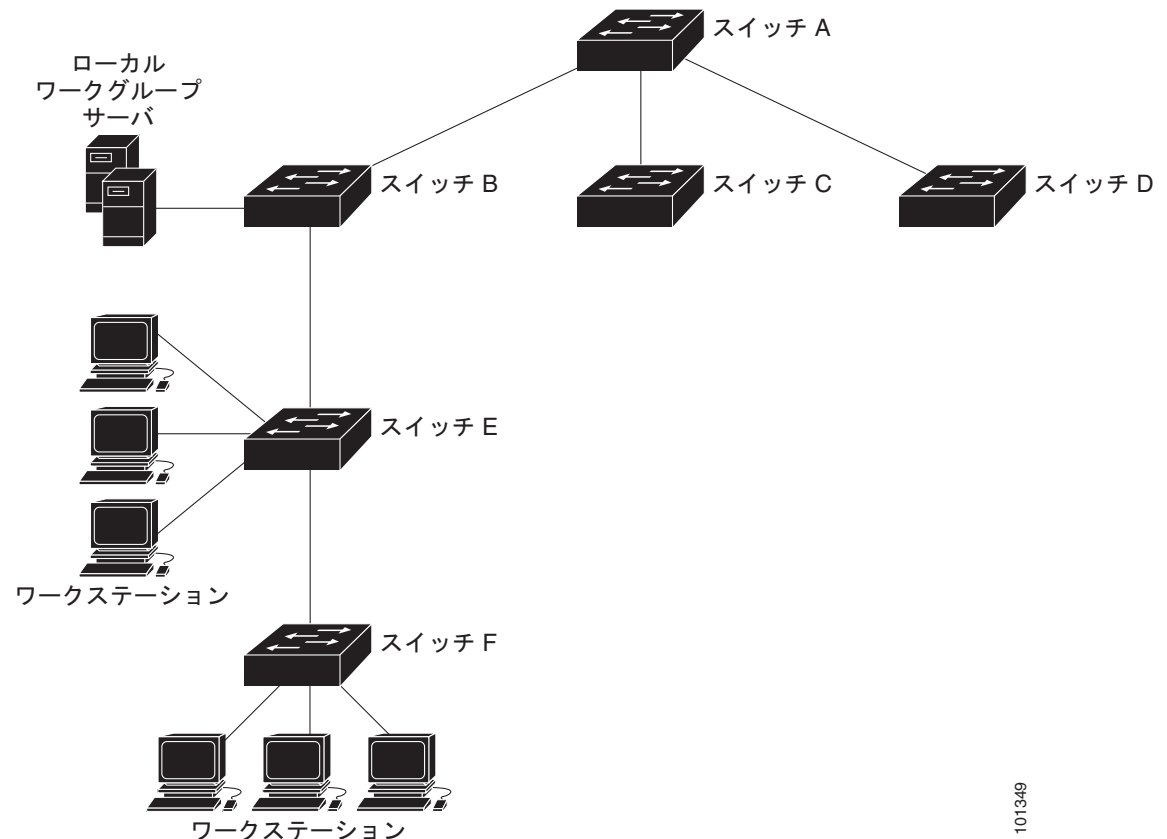 スイッチ A
ローカル
ワークグループ
サーバ
スイッチ B
スイッチ C
スイッチ D
スイッチ E
ワークステーション
スイッチ F
ワークステーション
101349